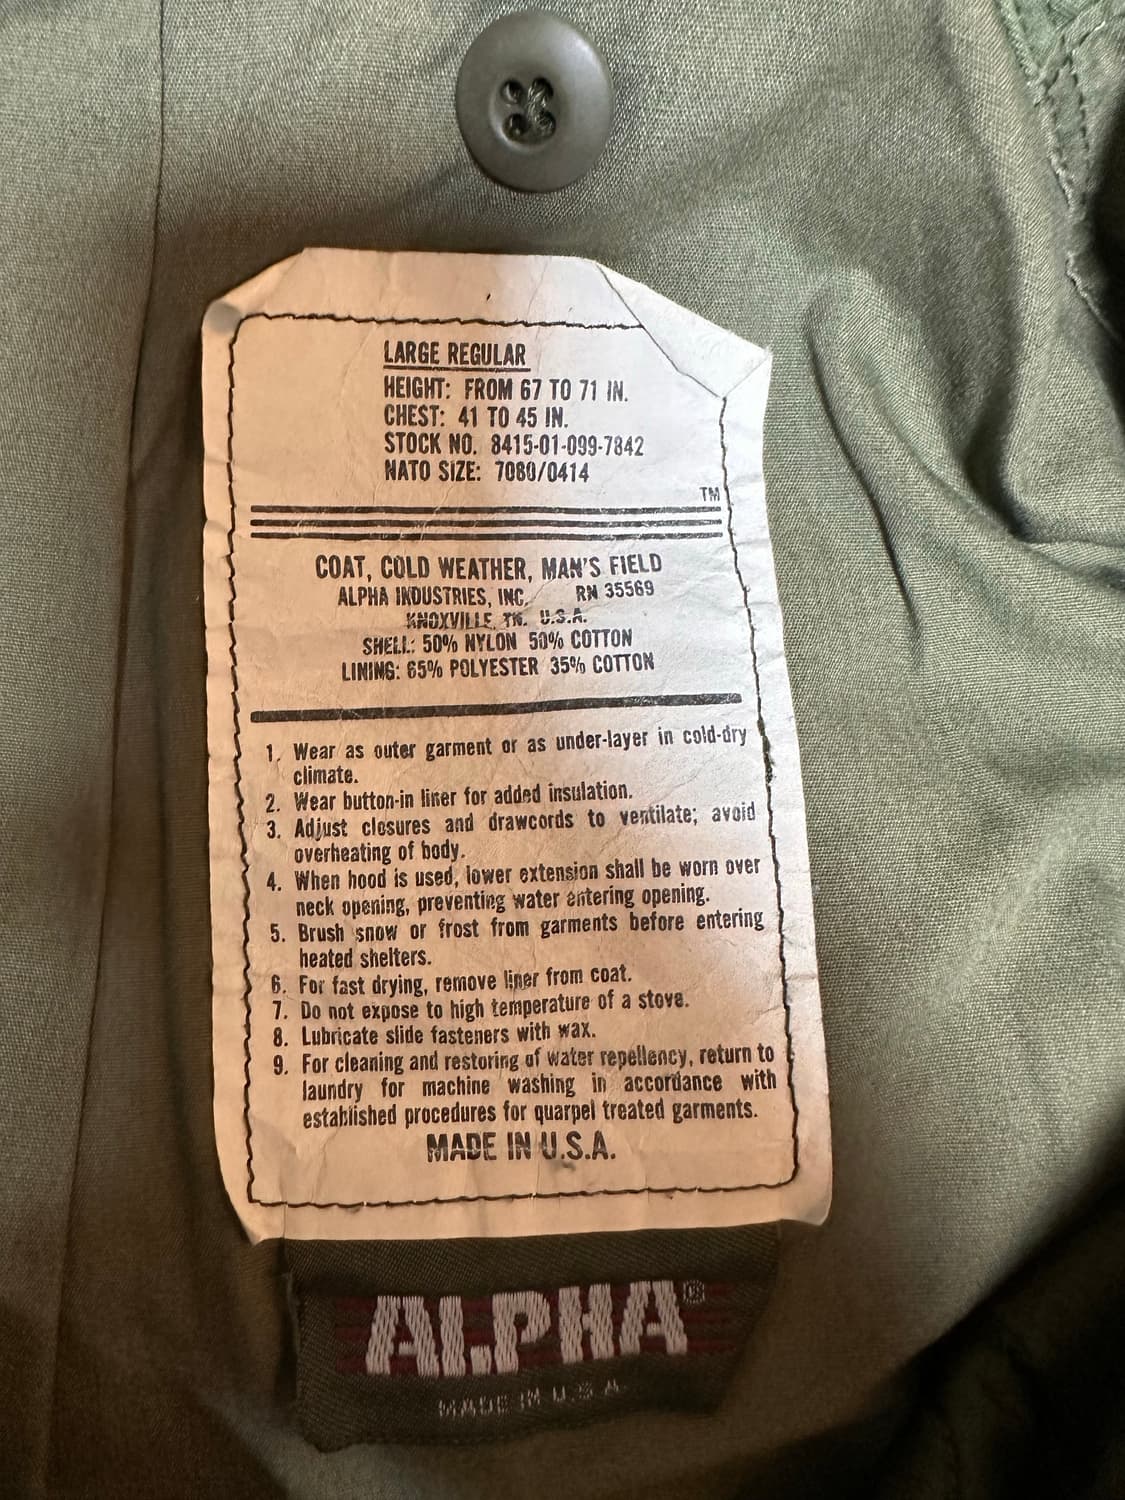 LARGE REGULAR
HEIGHT: FROM 67 TO 71 IN.
CHEST: 41 TO 45 IN.
STOCK NO. 8415-01-099-7842
NATO SIZE: 7080/0414
TM
COAT, COLD WEATHER, MAN'S FIELD
ALPHA INDUSTRIES, INC. RN 35569
KNOXVILLE, TN. U.S.A.
SHELL: 50% NYLON 50% COTTON
LINING: 65% POLYESTER 35% COTTON
1. Wear as outer garment or as under-layer in cold-dry
climate.
2. Wear button-in liner for added insulation.
3. Adjust closures and drawcords to ventilate; avoid
overheating of body.
4. When hood is used, lower extension shall be worn over
neck opening, preventing water entering opening.
5. Brush snow or frost from garments before entering
heated shelters.
6. For fast drying, remove liner from coat.
7. Do not expose to high temperature of a stove.
8. Lubricate slide fasteners with wax.
9. For cleaning and restoring of water repellency, return to
laundry for machine washing in accordance with
established procedures for quarpel treated garments.
MADE IN U.S.A.
ALPHA®
MADE IN U.S.A.